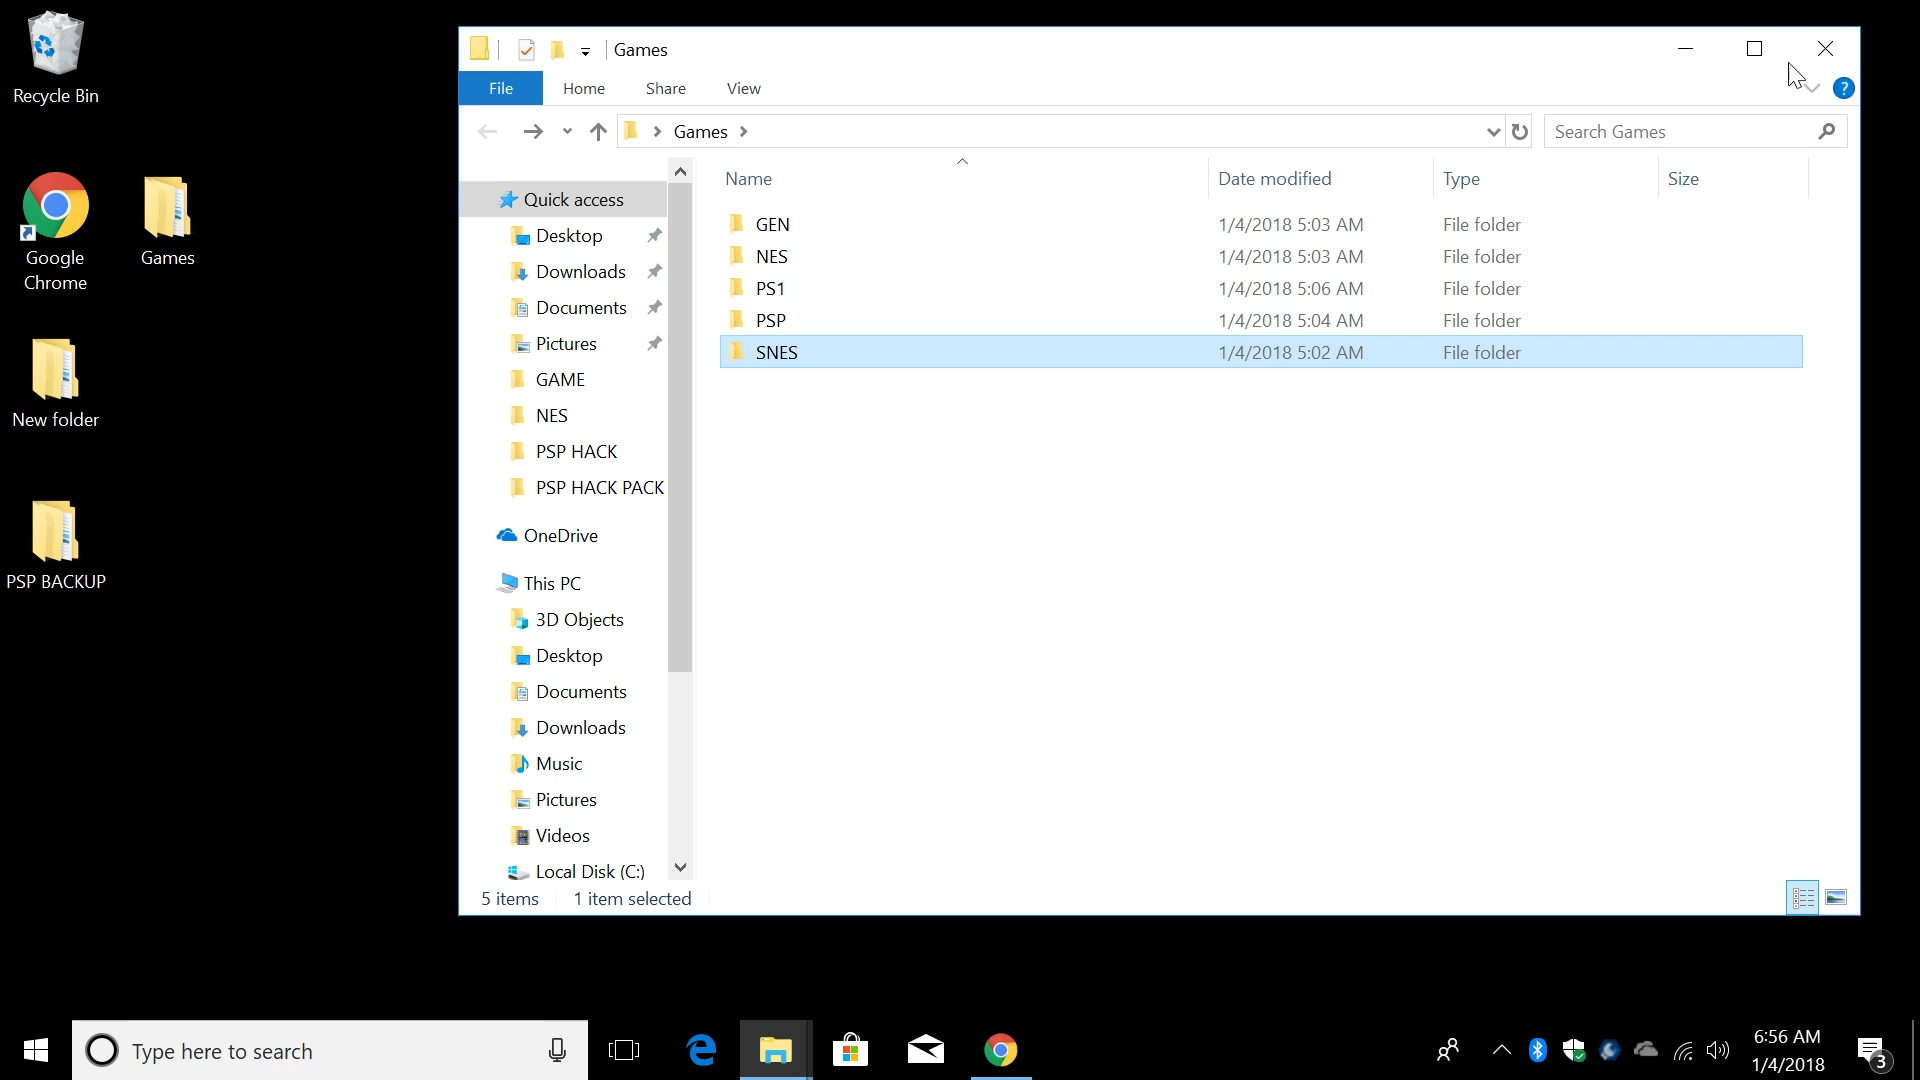 Recycle Bin
Google
Chrome
Games
New folder
PSP BACKUP
Games
File Home Share View
?
Games
Search Games
Name Date modified Type Size
Quick access
Desktop
Downloads
Documents
Pictures
GAME
NES
PSP HACK
PSP HACK PACK
OneDrive
This PC
3D Objects
Desktop
Documents
Downloads
Music
Pictures
Videos
Local Disk (C:)
GEN 1/4/2018 5:03 AM File folder
NES 1/4/2018 5:03 AM File folder
PS1 1/4/2018 5:06 AM File folder
PSP 1/4/2018 5:04 AM File folder
SNES 1/4/2018 5:02 AM File folder
5 items 1 item selected
Type here to search
6:56 AM
1/4/2018
3